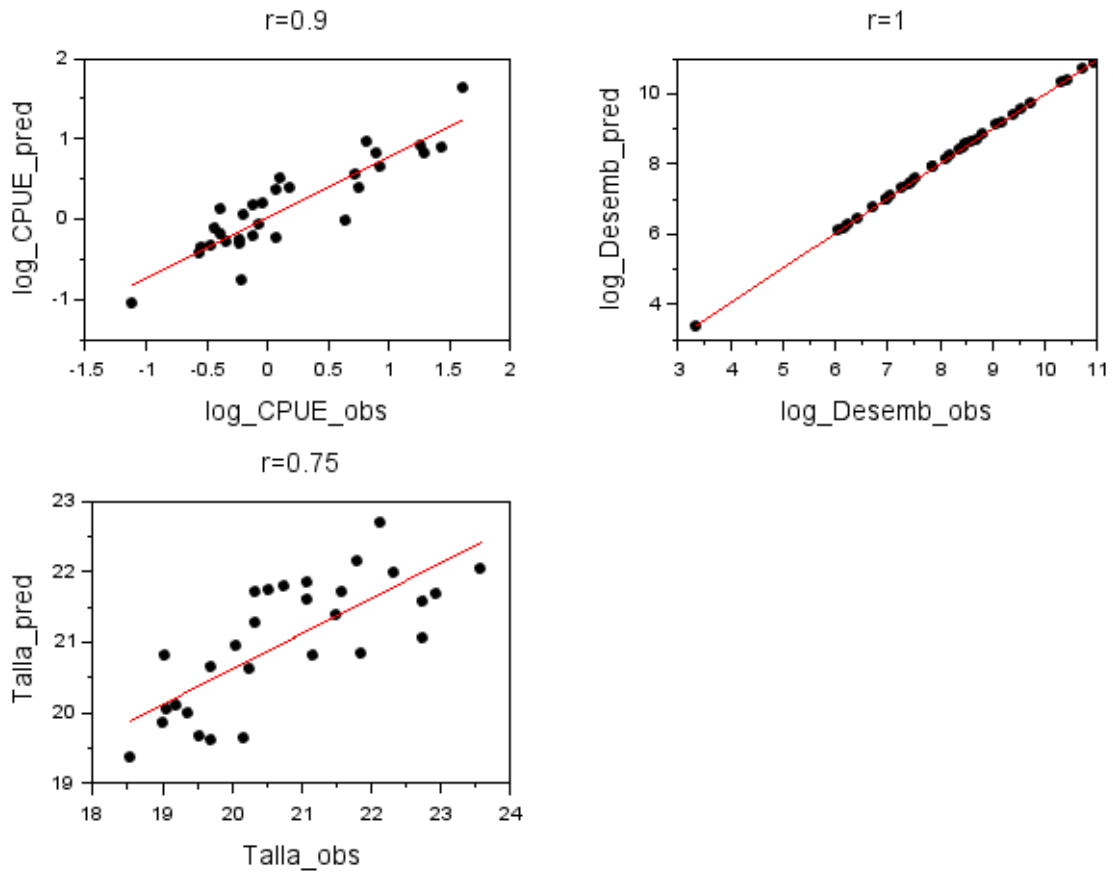 r=0.9
2
1
0
-1
-1.5 -1 -0.5 0 0.5 1 1.5 2
log_CPUE_pred
log_CPUE_obs
r=1
10
8
6
4
3 4 5 6 7 8 9 10 11
log_Desemb_pred
log_Desemb_obs
r=0.75
23
22
21
20
19
18 19 20 21 22 23 24
Talla_pred
Talla_obs